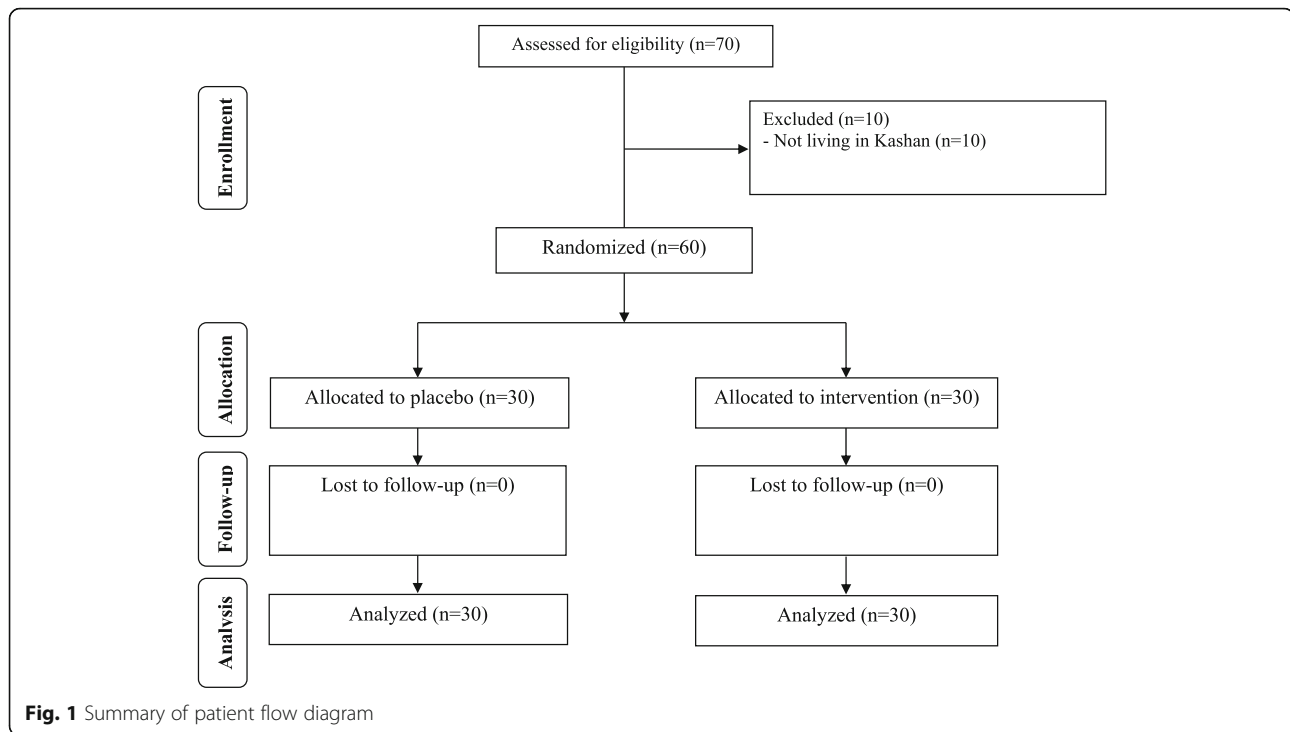 Assessed for eligibility (n=70)
Enrollment
Excluded (n=10)
- Not living in Kashan (n=10)
Randomized (n=60)
Allocation
Allocated to placebo (n=30)
Allocated to intervention (n=30)
Follow-up
Lost to follow-up (n=0)
Lost to follow-up (n=0)
Analysis
Analyzed (n=30)
Analyzed (n=30)
Fig. 1 Summary of patient flow diagram